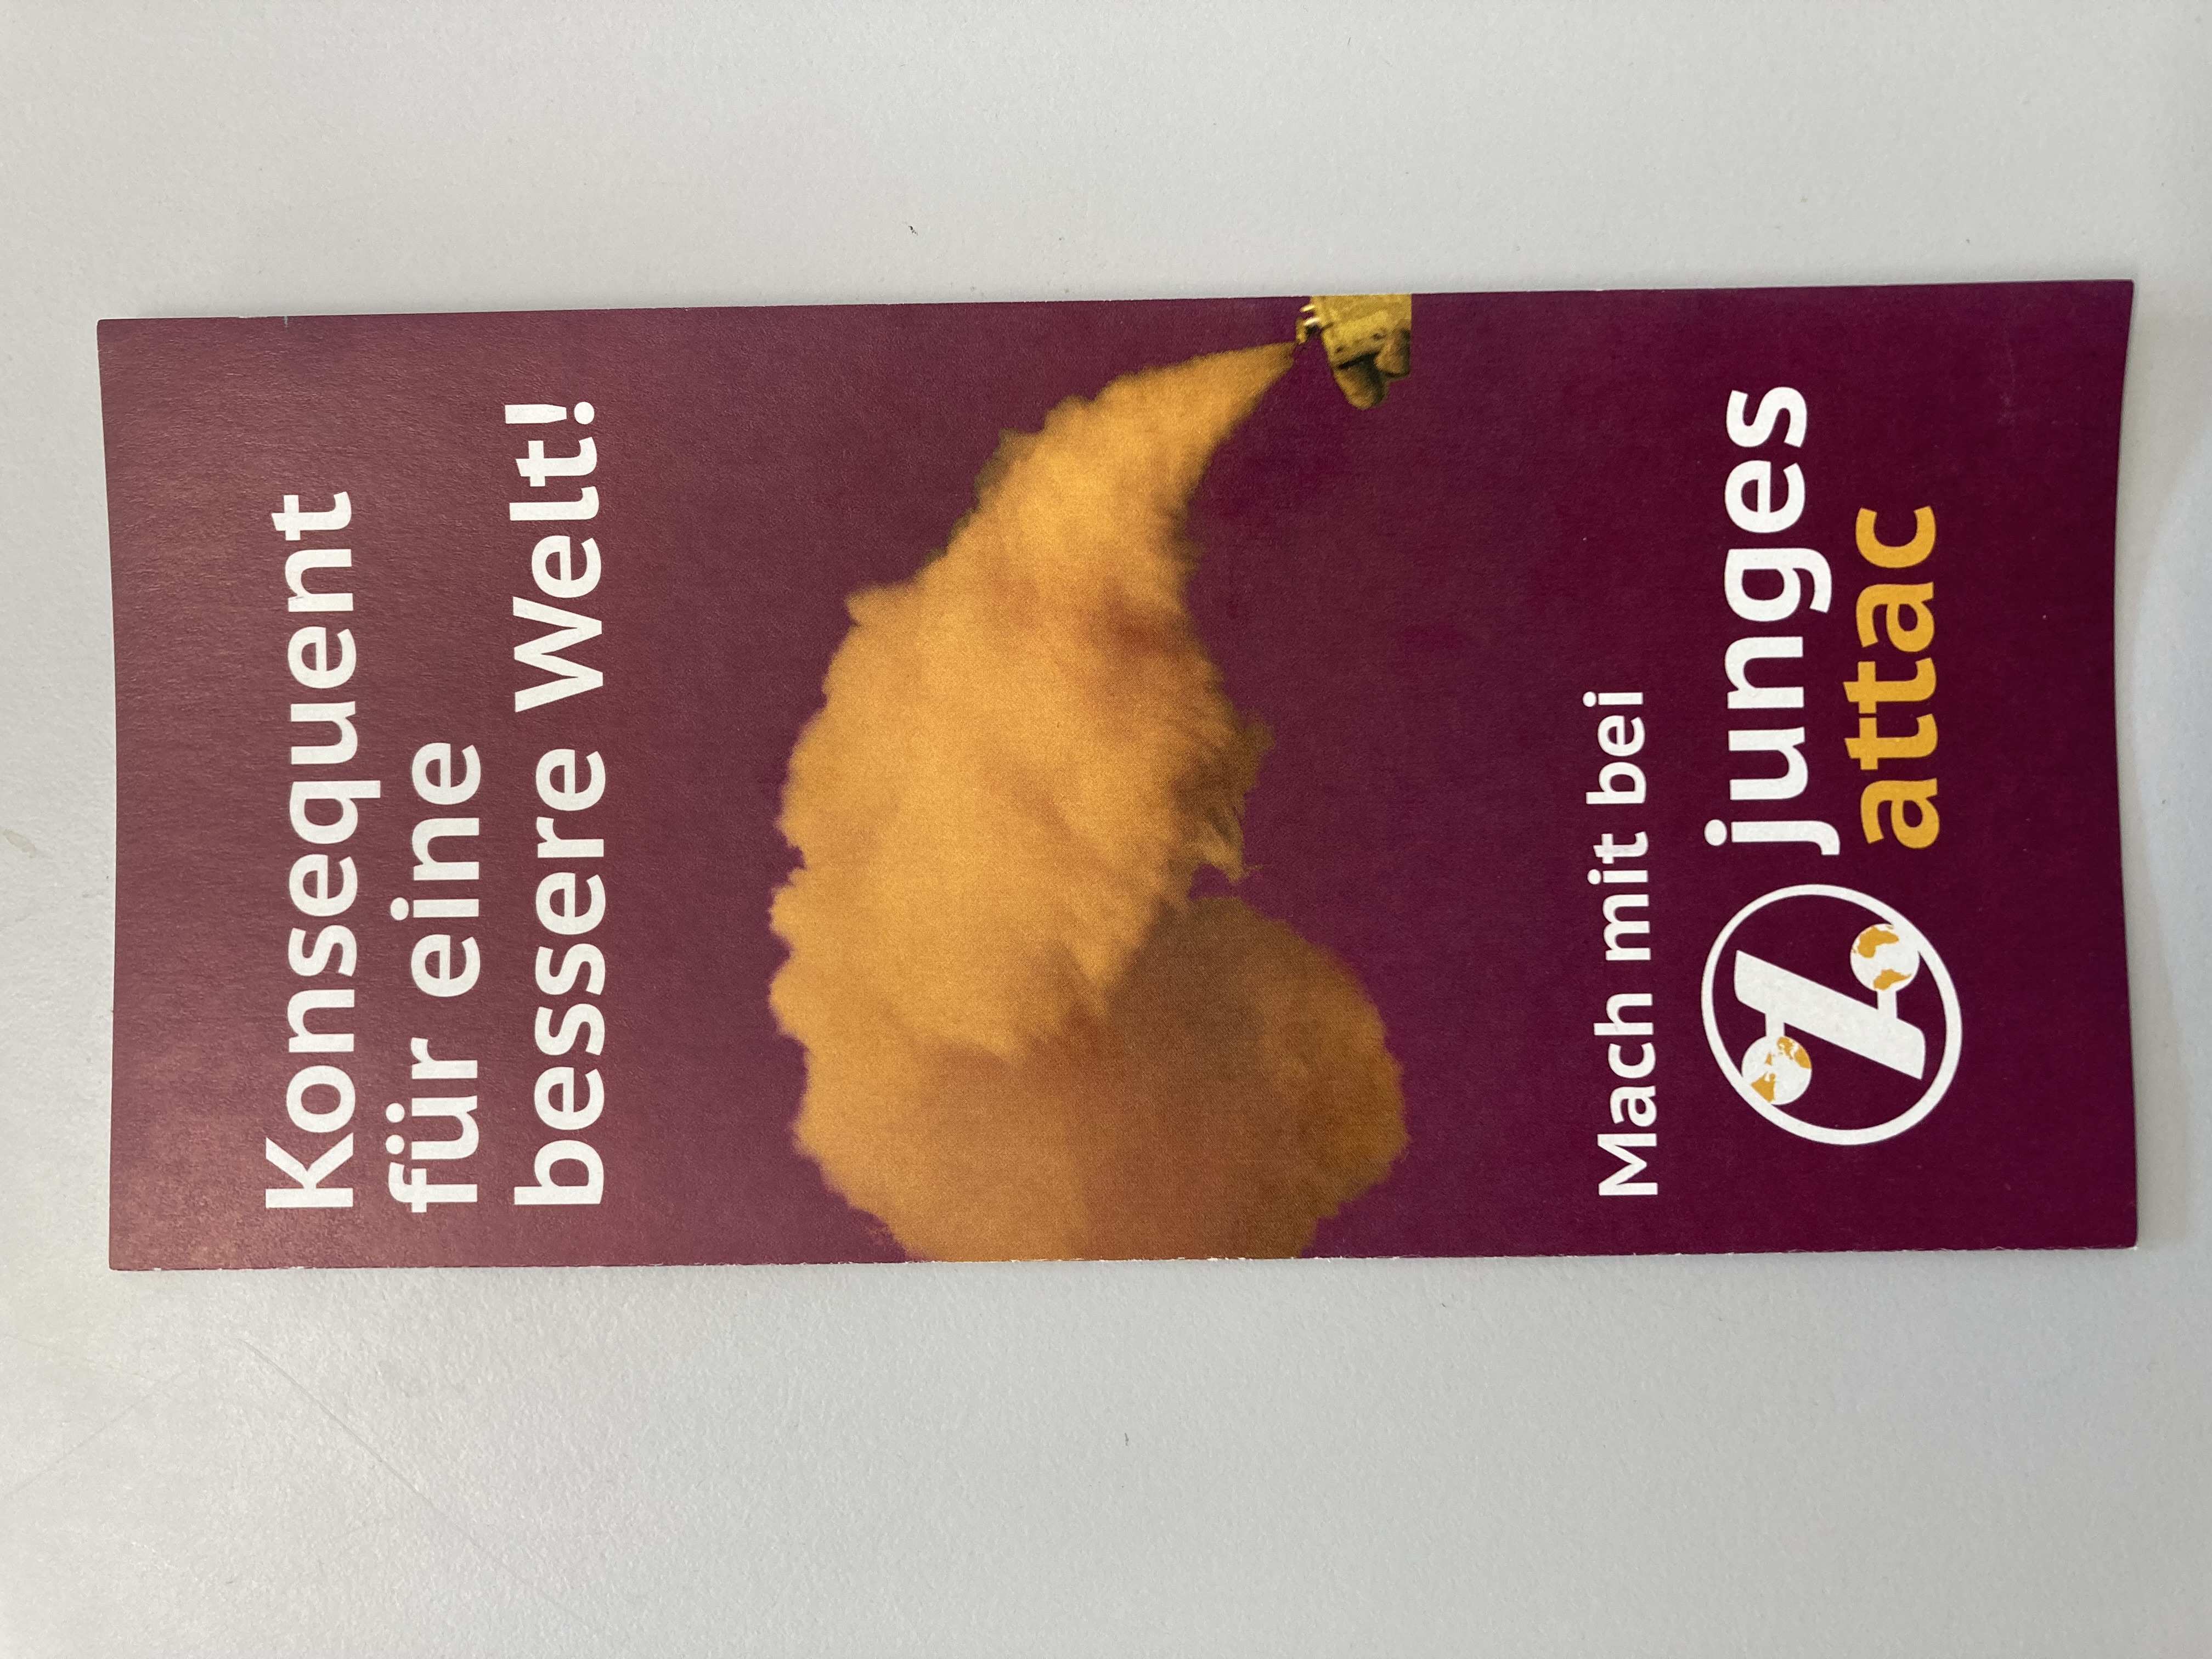 Konsequent
für eine
bessere Welt!
Mach mit bei
junges
attac